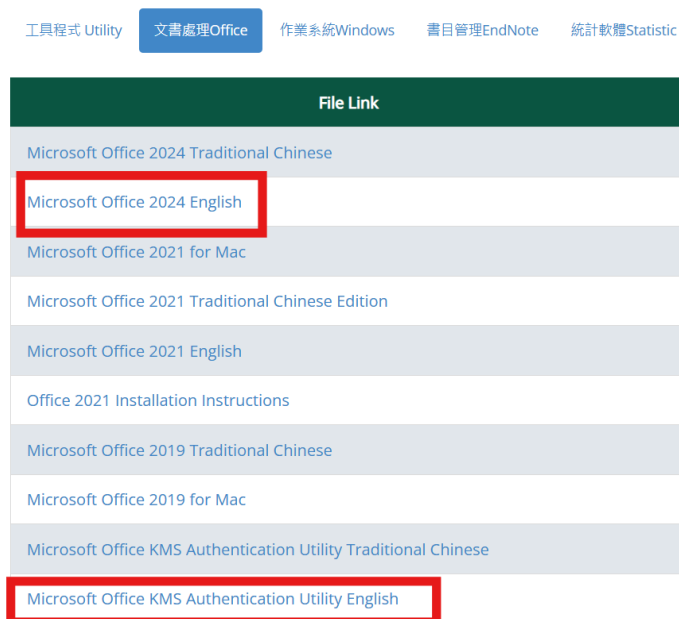 工具程式 Utility 文書處理Office 作業系統Windows 書目管理EndNote 統計軟體Statistic
File Link
Microsoft Office 2024 Traditional Chinese
Microsoft Office 2024 English
Microsoft Office 2021 for Mac
Microsoft Office 2021 Traditional Chinese Edition
Microsoft Office 2021 English
Office 2021 Installation Instructions
Microsoft Office 2019 Traditional Chinese
Microsoft Office 2019 for Mac
Microsoft Office KMS Authentication Utility Traditional Chinese
Microsoft Office KMS Authentication Utility English